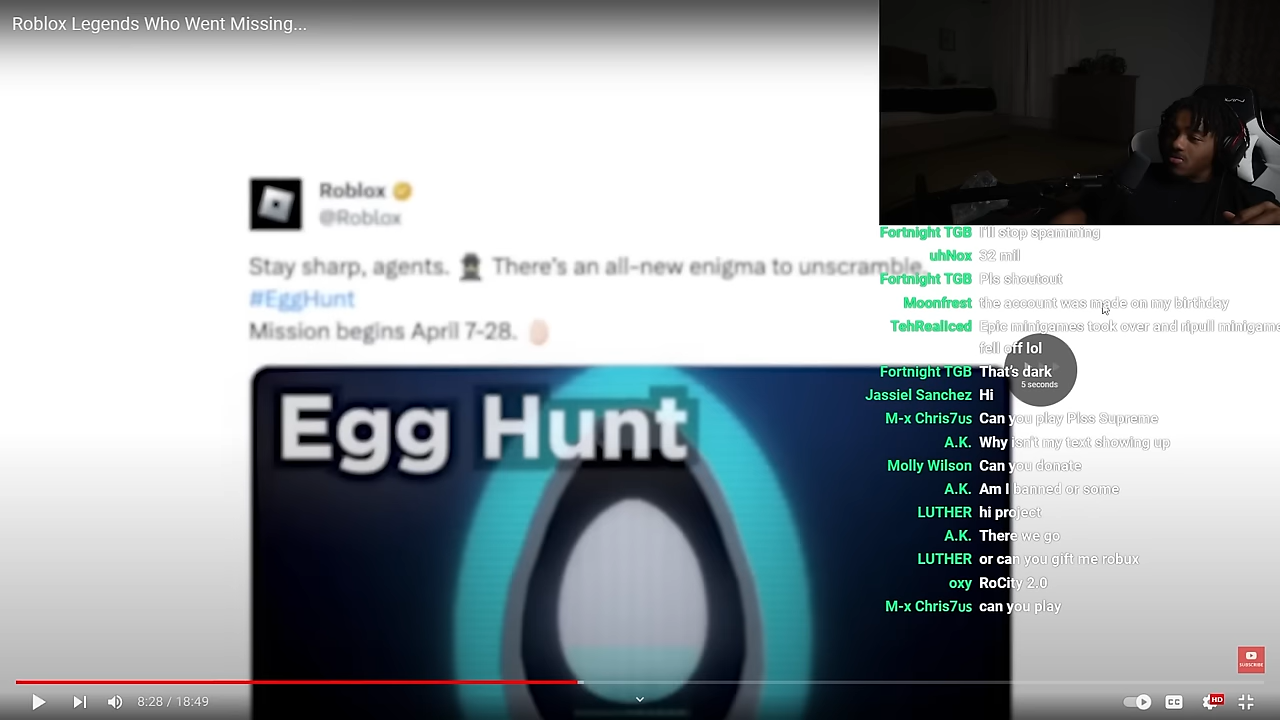 Roblox Legends Who Went Missing...
Roblox
@Roblox
Stay sharp, agents. There's an all-new enigma to unscramble.
#EggHunt
Mission begins April 7-28.
Egg Hunt
Fortnight TGB I'll stop spamming
uhNox 32 mil
Fortnight TGB Pls shoutout
Moonfrest the account was made on my birthday
TehRealiced Epic minigames took over and ripull minigame
fell off lol
Fortnight TGB That's dark
5 seconds
Jassiel Sanchez Hi
M-x Chris7us Can you play Plss Supreme
A.K. Why isn't my text showing up
Molly Wilson Can you donate
A.K. Am I banned or some
LUTHER hi project
A.K. There we go
LUTHER or can you gift me robux
oxy RoCity 2.0
M-x Chris7us can you play
SUBSCRIBE
8:28 / 18:49
CC
HD